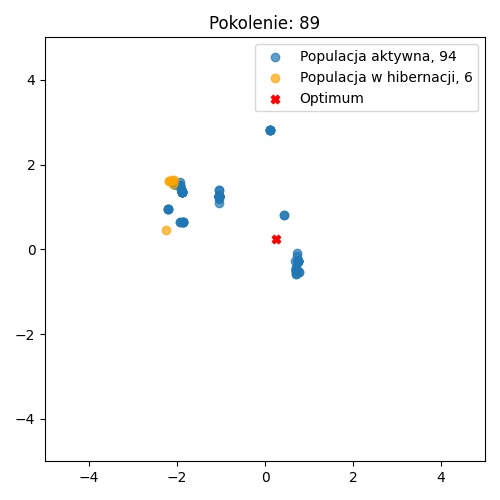 Pokolenie: 89
Populacja aktywna, 94
Populacja w hibernacji, 6
Optimum
4
2
0
−2
−4
−4 −2 0 2 4